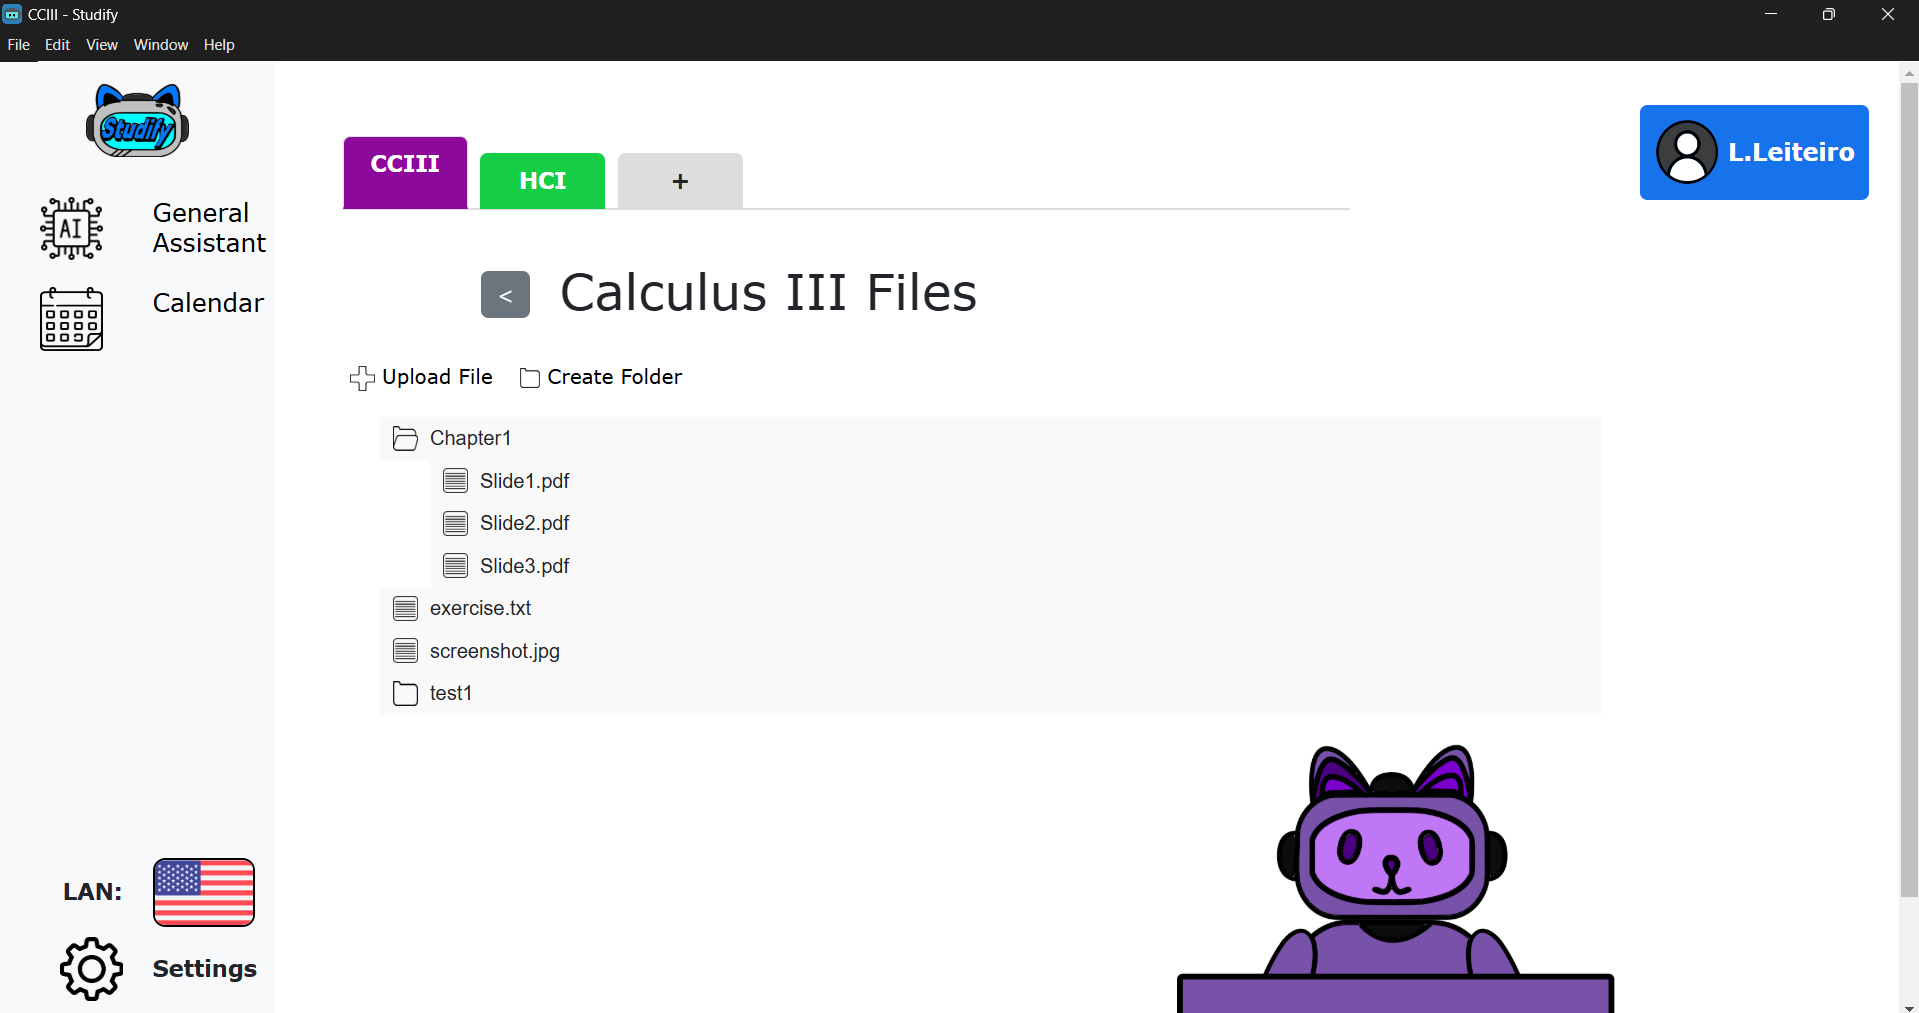 CCIII - Studify
File Edit View Window Help
Studify
AI
General
Assistant
Calendar
LAN:
Settings
CCIII
HCI
+
L.Leiteiro
< Calculus III Files
Upload File Create Folder
Chapter1
Slide1.pdf
Slide2.pdf
Slide3.pdf
exercise.txt
screenshot.jpg
test1